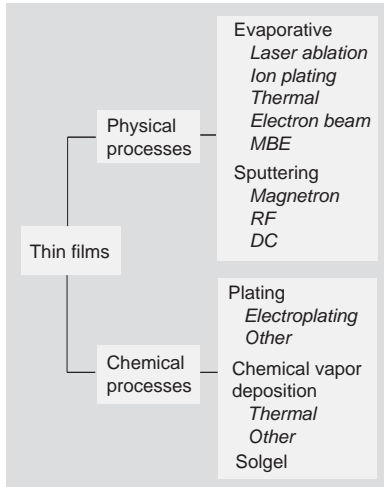 Thin films
Physical
processes
Evaporative
Laser ablation
Ion plating
Thermal
Electron beam
MBE
Sputtering
Magnetron
RF
DC
Chemical
processes
Plating
Electroplating
Other
Chemical vapor
deposition
Thermal
Other
Solgel